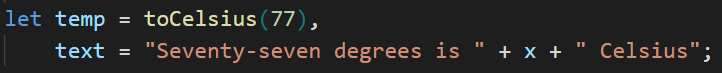 let temp = toCelsius(77),
    text = "Seventy-seven degrees is " + x + " Celsius";